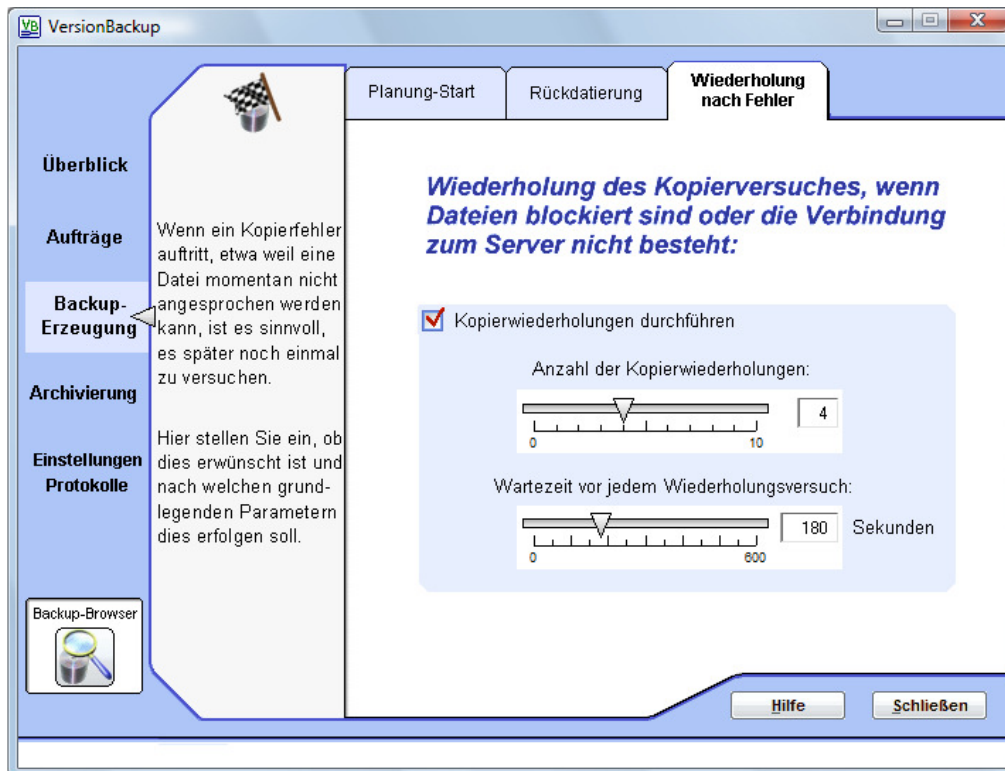 VB VersionBackup
Überblick
Aufträge
Backup-
Erzeugung
Archivierung
Einstellungen
Protokolle
Backup-Browser
Wenn ein Kopierfehler
auftritt, etwa weil eine
Datei momentan nicht
angesprochen werden
kann, ist es sinnvoll,
es später noch einmal
zu versuchen.
Hier stellen Sie ein, ob
dies erwünscht ist und
nach welchen grund-
legenden Parametern
dies erfolgen soll.
Planung-Start
Rückdatierung
Wiederholung
nach Fehler
Wiederholung des Kopierversuches, wenn
Dateien blockiert sind oder die Verbindung
zum Server nicht besteht:
Kopierwiederholungen durchführen
Anzahl der Kopierwiederholungen:
4
0 10
Wartezeit vor jedem Wiederholungsversuch:
180 Sekunden
0 600
Hilfe
Schließen